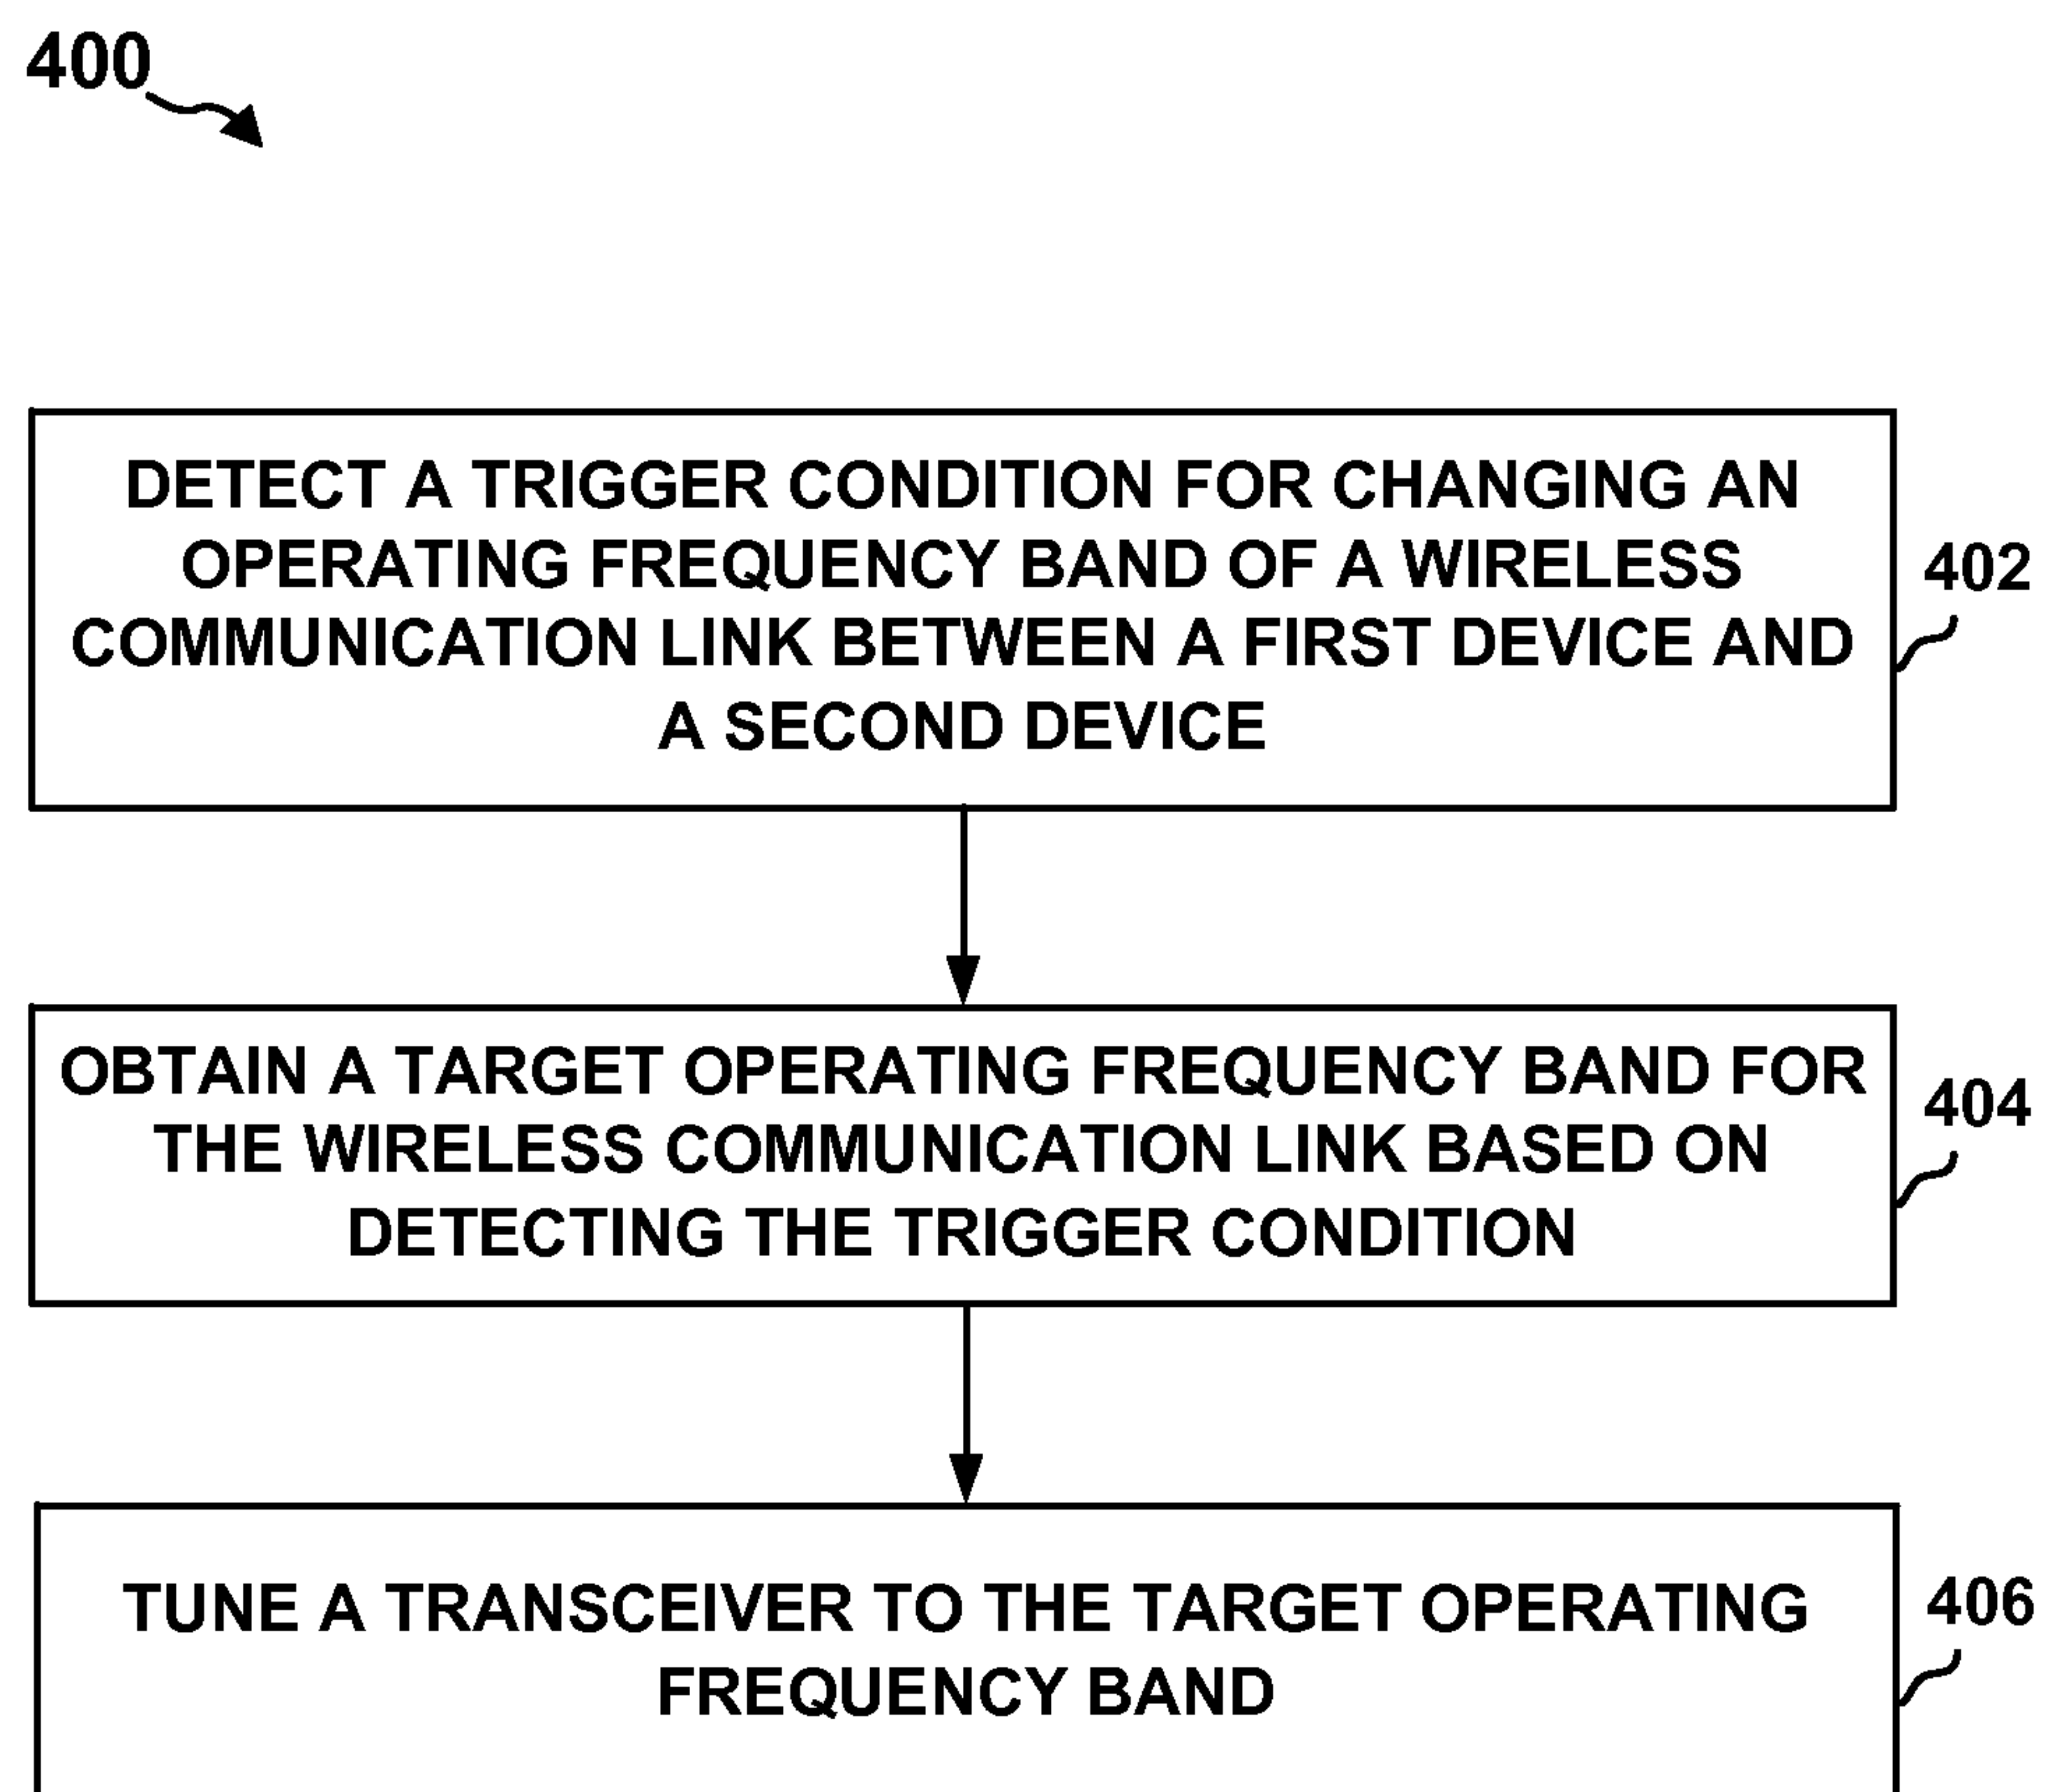 400
DETECT A TRIGGER CONDITION FOR CHANGING AN
OPERATING FREQUENCY BAND OF A WIRELESS
COMMUNICATION LINK BETWEEN A FIRST DEVICE AND
A SECOND DEVICE
402
OBTAIN A TARGET OPERATING FREQUENCY BAND FOR
THE WIRELESS COMMUNICATION LINK BASED ON
DETECTING THE TRIGGER CONDITION
404
TUNE A TRANSCEIVER TO THE TARGET OPERATING
FREQUENCY BAND
406